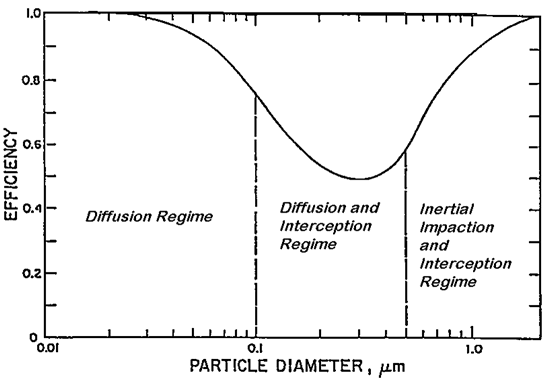 1.0
0.8
0.6
0.4
0.2
0
EFFICIENCY
Diffusion Regime
Diffusion and
Interception
Regime
Inertial
Impaction
and
Interception
Regime
0.01
0.1
1.0
PARTICLE DIAMETER, μm